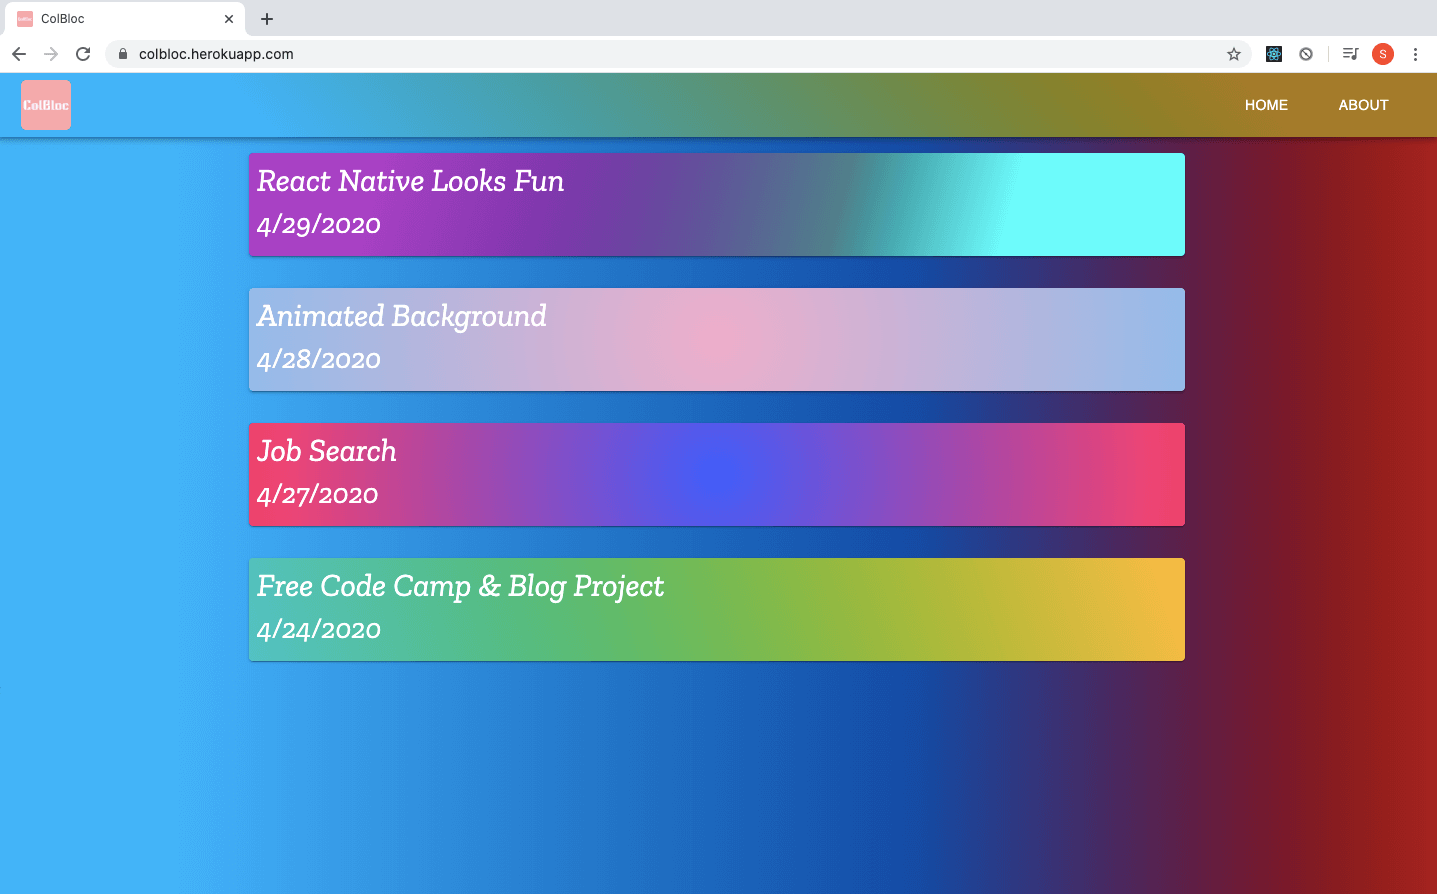 ColBloc
colbloc.herokuapp.com
S
ColBloc
HOME
ABOUT
React Native Looks Fun
4/29/2020
Animated Background
4/28/2020
Job Search
4/27/2020
Free Code Camp & Blog Project
4/24/2020